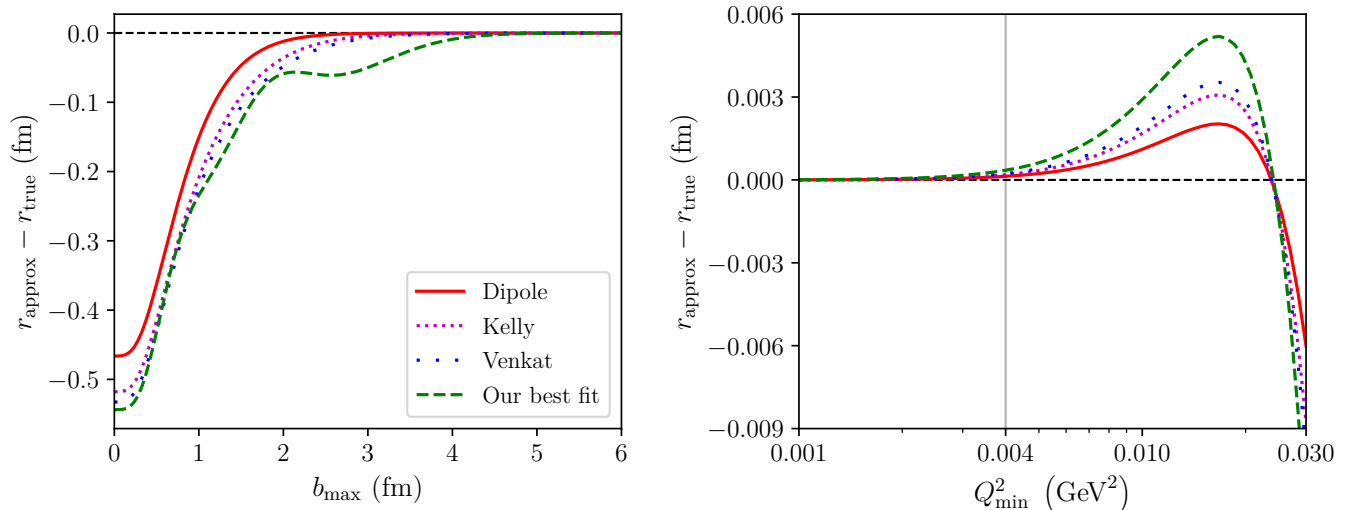 0.0
−0.1
−0.2
−0.3
−0.4
−0.5
r_approx − r_true (fm)
0 1 2 3 4 5 6
b_max (fm)
Dipole
Kelly
Venkat
Our best fit
0.006
0.003
0.000
−0.003
−0.006
−0.009
r_approx − r_true (fm)
0.001 0.004 0.010 0.030
Q²_min (GeV²)